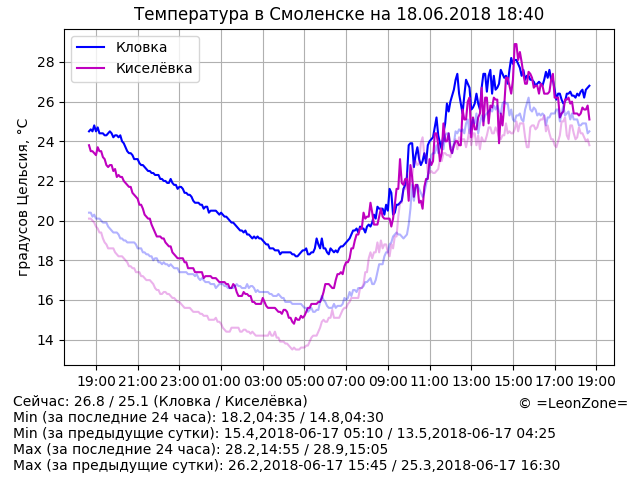 Температура в Смоленске на 18.06.2018 18:40
Кловка
Киселёвка
градусов Цельсия, °C
28
26
24
22
20
18
16
14
19:00 21:00 23:00 01:00 03:00 05:00 07:00 09:00 11:00 13:00 15:00 17:00 19:00
Сейчас: 26.8 / 25.1 (Кловка / Киселёвка)
© =LeonZone=
Min (за последние 24 часа): 18.2,04:35 / 14.8,04:30
Min (за предыдущие сутки): 15.4,2018-06-17 05:10 / 13.5,2018-06-17 04:25
Max (за последние 24 часа): 28.2,14:55 / 28.9,15:05
Max (за предыдущие сутки): 26.2,2018-06-17 15:45 / 25.3,2018-06-17 16:30